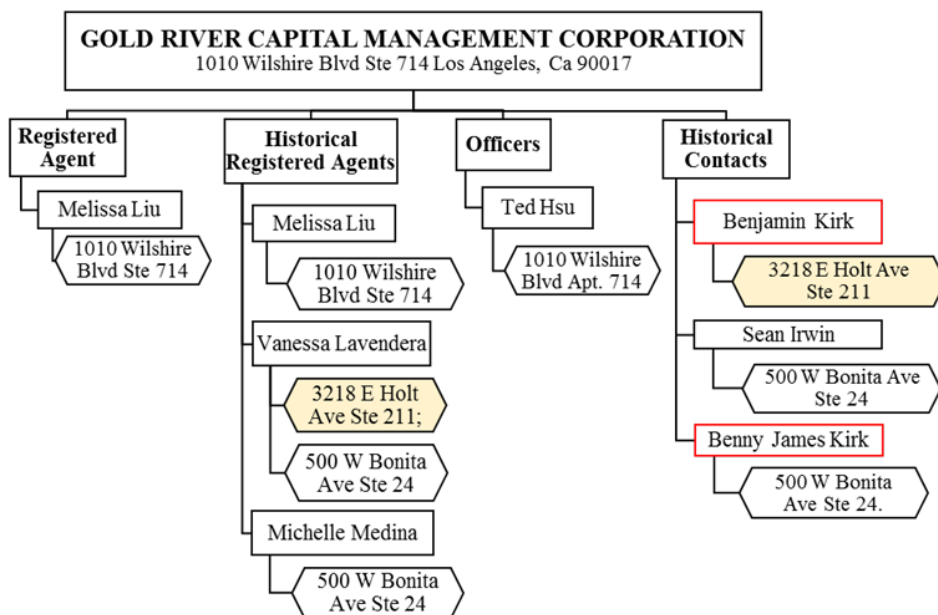 GOLD RIVER CAPITAL MANAGEMENT CORPORATION
1010 Wilshire Blvd Ste 714 Los Angeles, Ca 90017
Registered
Agent
Melissa Liu
1010 Wilshire
Blvd Ste 714
Historical
Registered Agents
Melissa Liu
1010 Wilshire
Blvd Ste 714
Vanessa Lavendera
3218 E Holt
Ave Ste 211;
500 W Bonita
Ave Ste 24
Michelle Medina
500 W Bonita
Ave Ste 24
Officers
Ted Hsu
1010 Wilshire
Blvd Apt. 714
Historical
Contacts
Benjamin Kirk
3218 E Holt Ave
Ste 211
Sean Irwin
500 W Bonita Ave
Ste 24
Benny James Kirk
500 W Bonita
Ave Ste 24.